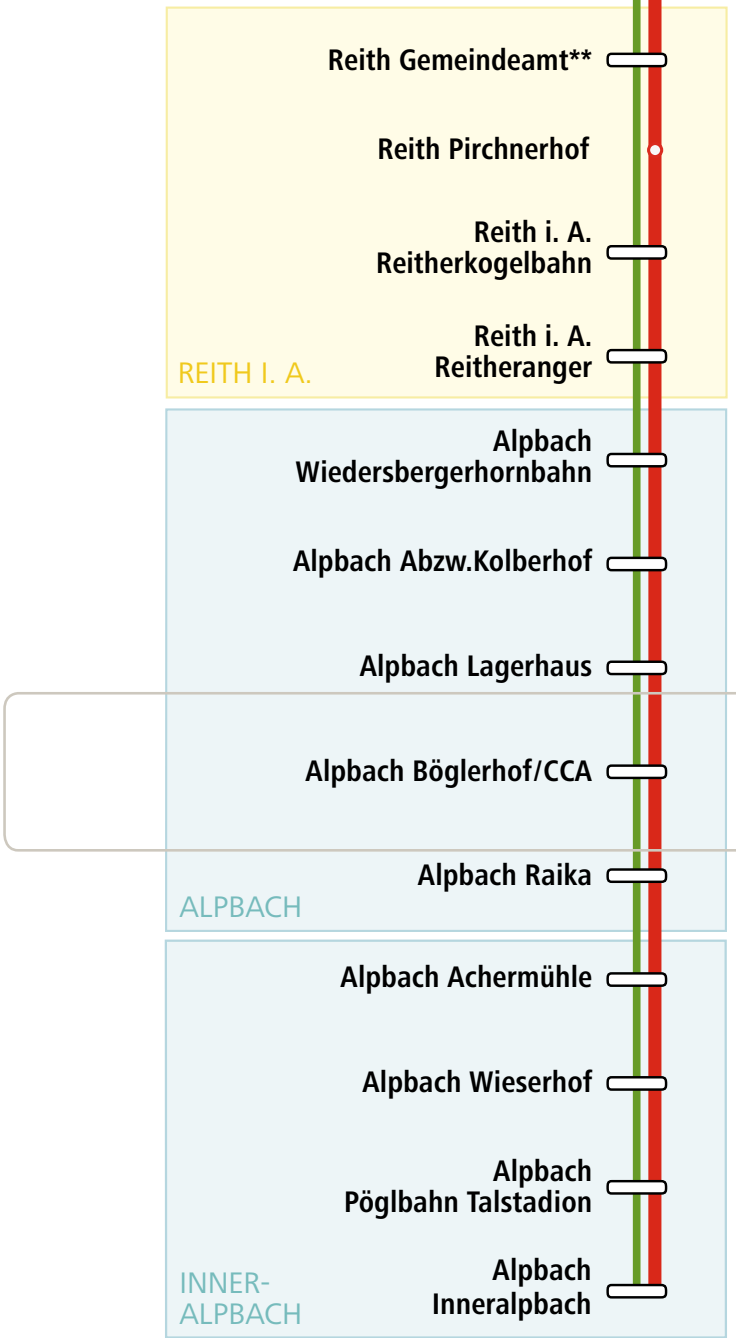 Reith Gemeindeamt**
Reith Pirchnerhof
Reith i. A.
Reitherkogelbahn
Reith i. A.
Reitheranger
REITH I. A.
Alpbach
Wiedersbergerhornbahn
Alpbach Abzw.Kolberhof
Alpbach Lagerhaus
Alpbach Böglerhof/CCA
Alpbach Raika
ALPBACH
Alpbach Achermühle
Alpbach Wieserhof
Alpbach
Pöglbahn Talstadion
Alpbach
Inneralpbach
INNER-
ALPBACH